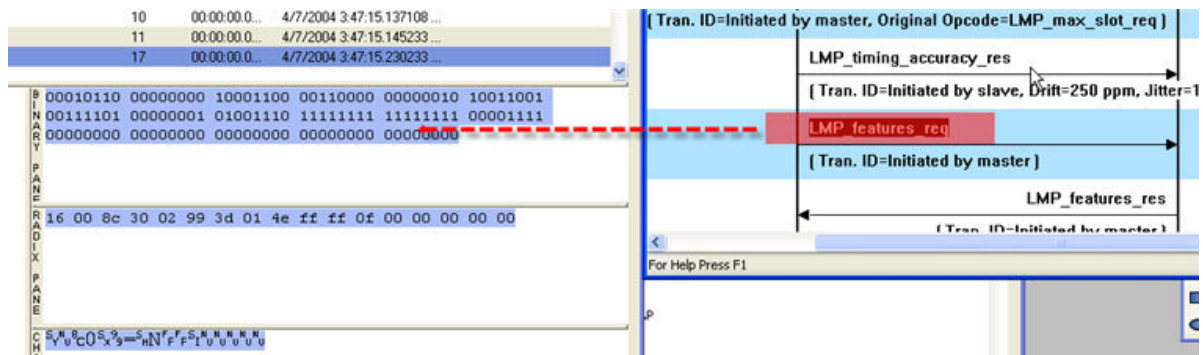 10 00:00:00.0... 4/7/2004 3:47:15.137108 ...
11 00:00:00.0... 4/7/2004 3:47:15.145233...
17 00:00:00.0... 4/7/2004 3:47:15.230233...
BINARY PANE
00010110 00000000 10001100 00110000 00000010 10011001
00111101 00000001 01001110 11111111 11111111 00001111
00000000 00000000 00000000 00000000 00000000
RADIX PANE
16 00 8c 30 02 99 3d 01 4e ff ff 0f 00 00 00 00 00
CH
( Tran. ID=Initiated by master, Original Opcode=LMP_max_slot_req )
LMP_timing_accuracy_res
( Tran. ID=Initiated by slave, Drift=250 ppm, Jitter=1
LMP_features_req
( Tran. ID=Initiated by master )
LMP_features_res
( Tran. ID=Initiated by master )
For Help Press F1